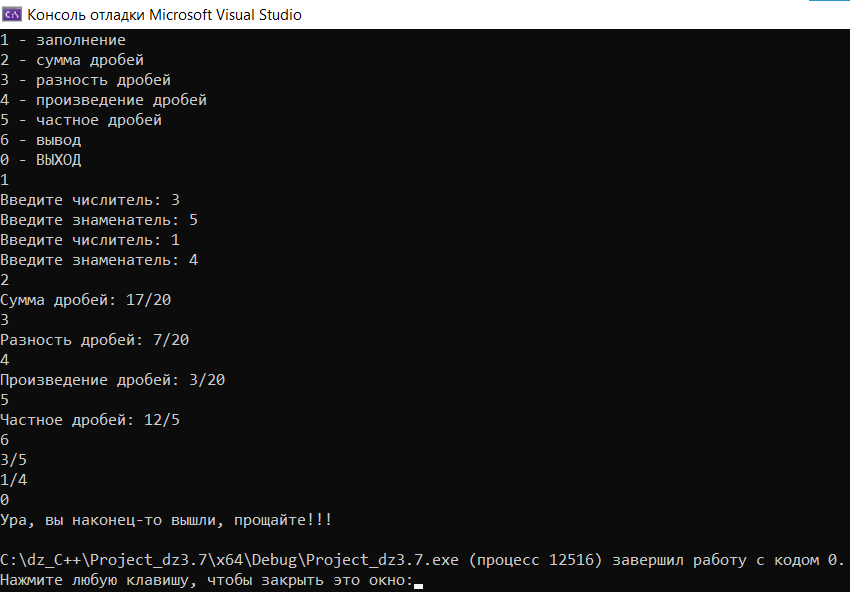 Консоль отладки Microsoft Visual Studio
1 - заполнение
2 - сумма дробей
3 - разность дробей
4 - произведение дробей
5 - частное дробей
6 - вывод
0 - ВЫХОД
1
Введите числитель: 3
Введите знаменатель: 5
Введите числитель: 1
Введите знаменатель: 4
2
Сумма дробей: 17/20
3
Разность дробей: 7/20
4
Произведение дробей: 3/20
5
Частное дробей: 12/5
6
3/5
1/4
0
Ура, вы наконец-то вышли, прощайте!!!
C:\dz_C++\Project_dz3.7\x64\Debug\Project_dz3.7.exe (процесс 12516) завершил работу с кодом 0.
Нажмите любую клавишу, чтобы закрыть это окно: